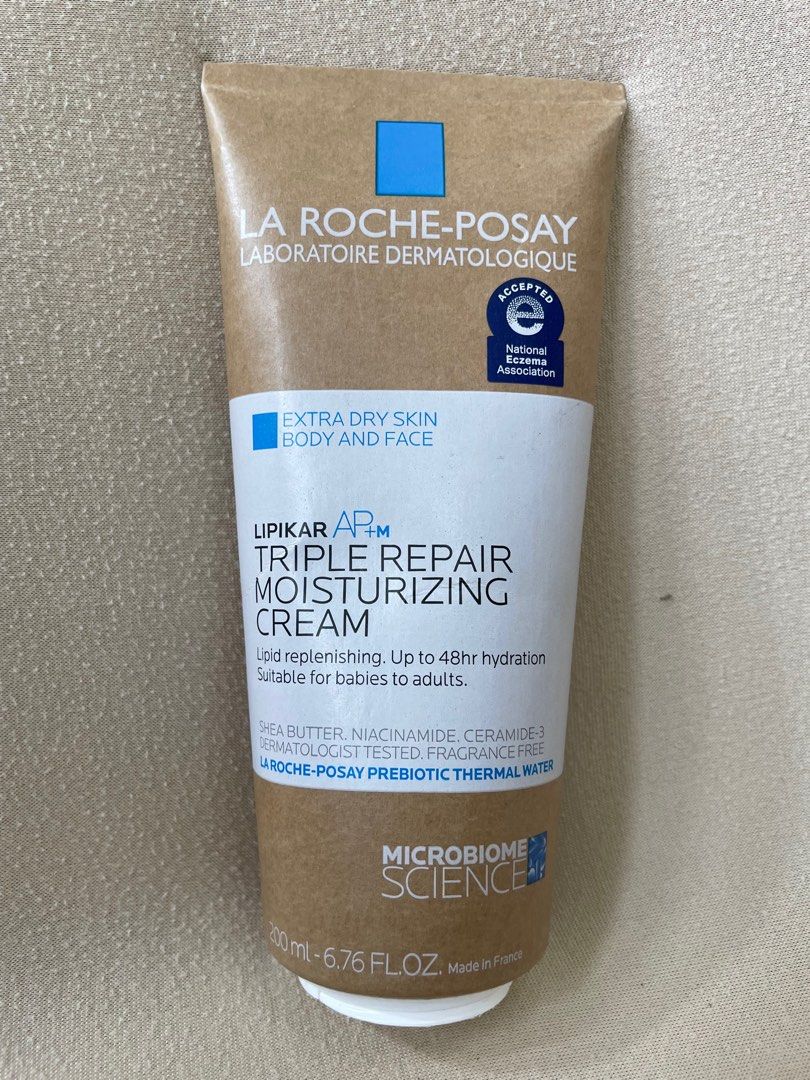 LA ROCHE-POSAY
LABORATOIRE DERMATOLOGIQUE
ACCEPTED
e
National
Eczema
Association
EXTRA DRY SKIN
BODY AND FACE
LIPIKAR AP+M
TRIPLE REPAIR
MOISTURIZING
CREAM
Lipid replenishing. Up to 48hr hydration
Suitable for babies to adults.
SHEA BUTTER. NIACINAMIDE. CERAMIDE-3
DERMATOLOGIST TESTED. FRAGRANCE FREE
LA ROCHE-POSAY PREBIOTIC THERMAL WATER
MICROBIOME
SCIENCE
200 ml - 6.76 FL.OZ. Made in France